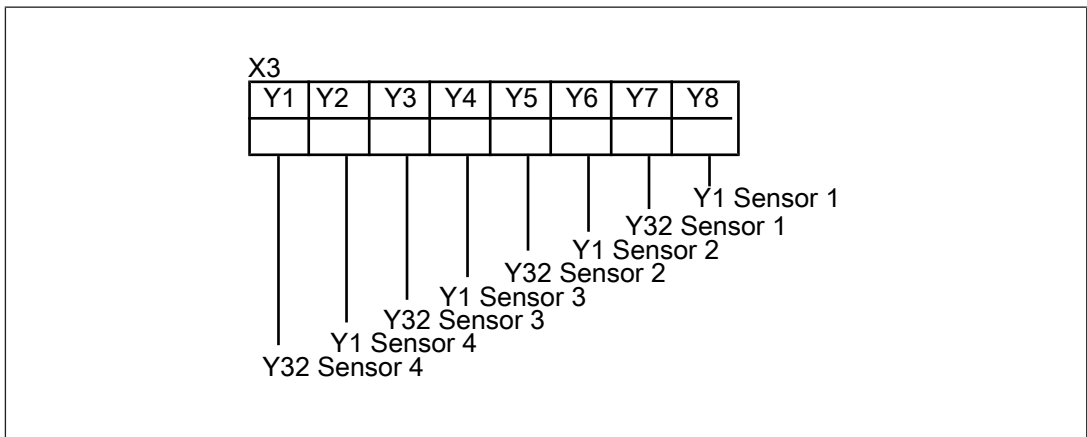 X3
Y1 Y2 Y3 Y4 Y5 Y6 Y7 Y8
Y1 Sensor 1
Y32 Sensor 1
Y1 Sensor 2
Y32 Sensor 2
Y1 Sensor 3
Y32 Sensor 3
Y1 Sensor 4
Y32 Sensor 4